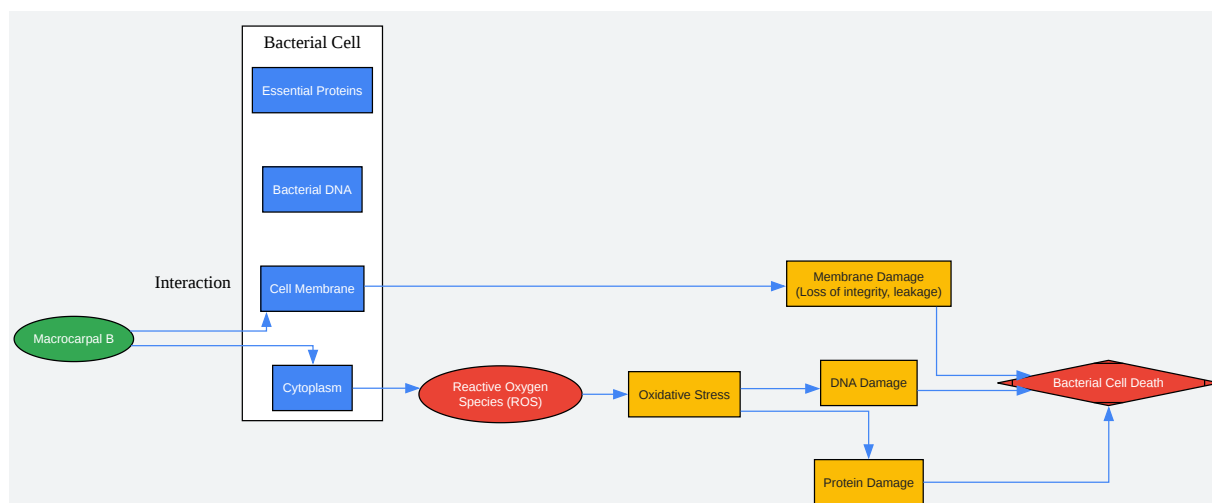 Bacterial Cell
Essential Proteins
Bacterial DNA
Interaction
Cell Membrane
Membrane Damage
(Loss of integrity, leakage)
Macrocarpal B
Cytoplasm
Reactive Oxygen
Species (ROS)
Oxidative Stress
DNA Damage
Bacterial Cell Death
Protein Damage